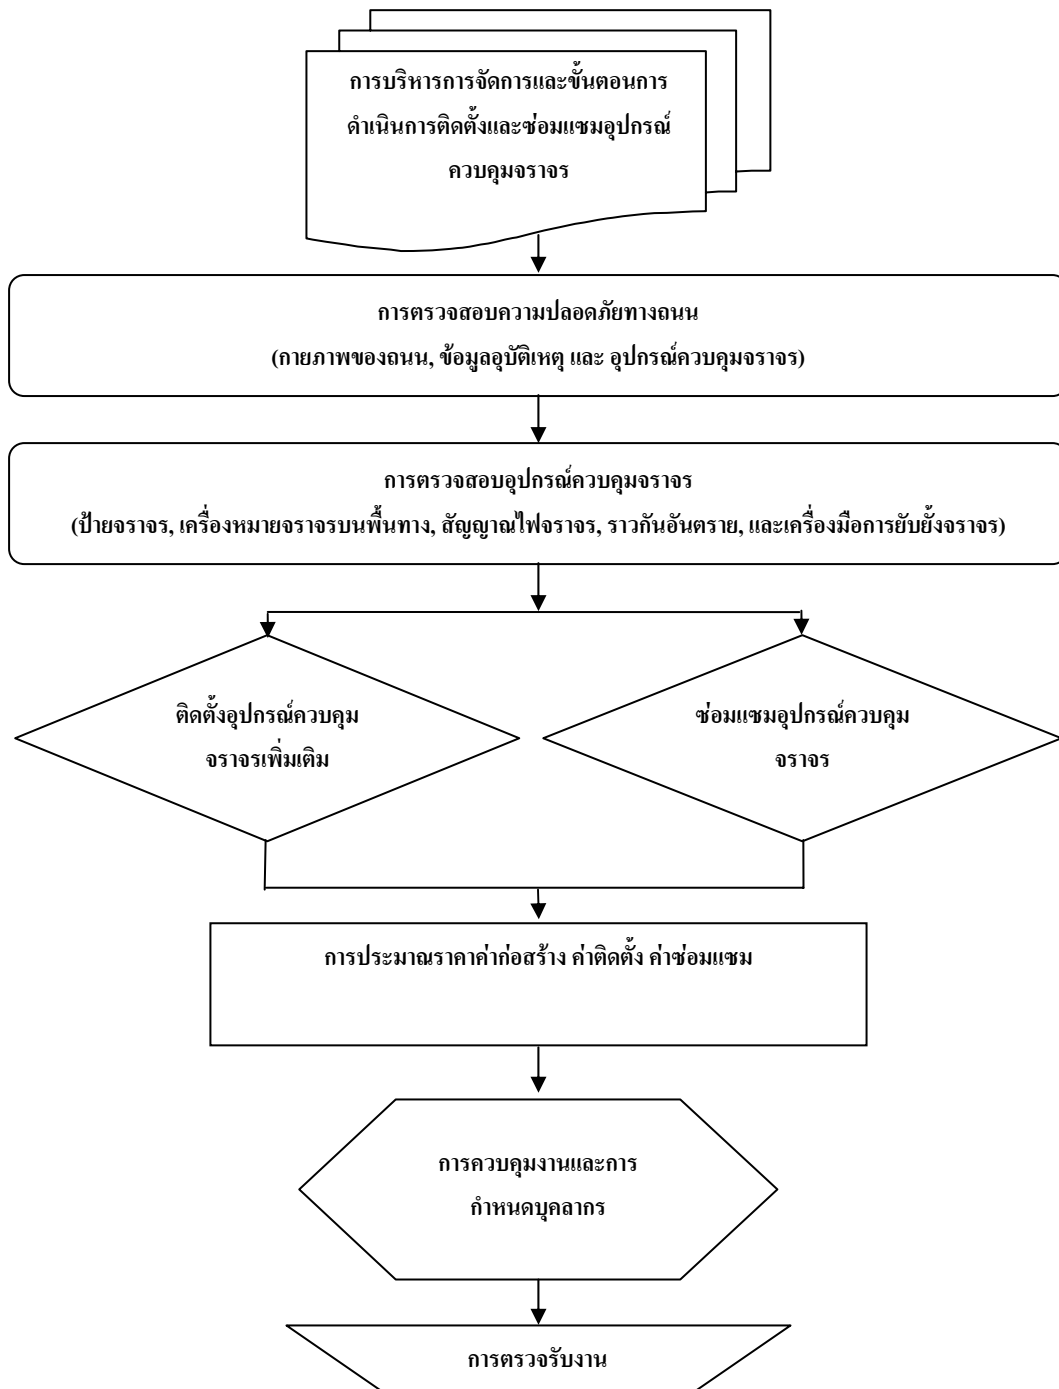 การบริหารการจัดการและขั้นตอนการ
ดำเนินการติดตั้งและซ่อมแซมอุปกรณ์
ควบคุมจราจร
การตรวจสอบความปลอดภัยทางถนน
(กายภาพของถนน, ข้อมูลอุบัติเหตุ และ อุปกรณ์ควบคุมจราจร)
การตรวจสอบอุปกรณ์ควบคุมจราจร
(ป้ายจราจร, เครื่องหมายจราจรบนพื้นทาง, สัญญาณไฟจราจร, ราวกันอันตราย, และเครื่องมือการยับยั้งจราจร)
ติดตั้งอุปกรณ์ควบคุม
จราจรเพิ่มเติม
ซ่อมแซมอุปกรณ์ควบคุม
จราจร
การประมาณราคาค่าก่อสร้าง ค่าติดตั้ง ค่าซ่อมแซม
การควบคุมงานและการ
กำหนดบุคลากร
การตรวจรับงาน